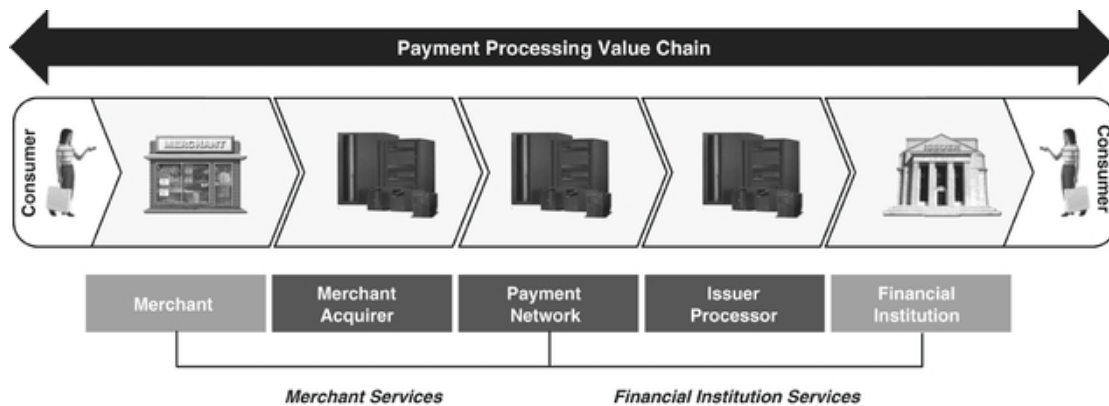 Payment Processing Value Chain
Consumer
MERCHANT
ISSUER
Consumer
Merchant
Merchant
Acquirer
Payment
Network
Issuer
Processor
Financial
Institution
Merchant Services
Financial Institution Services